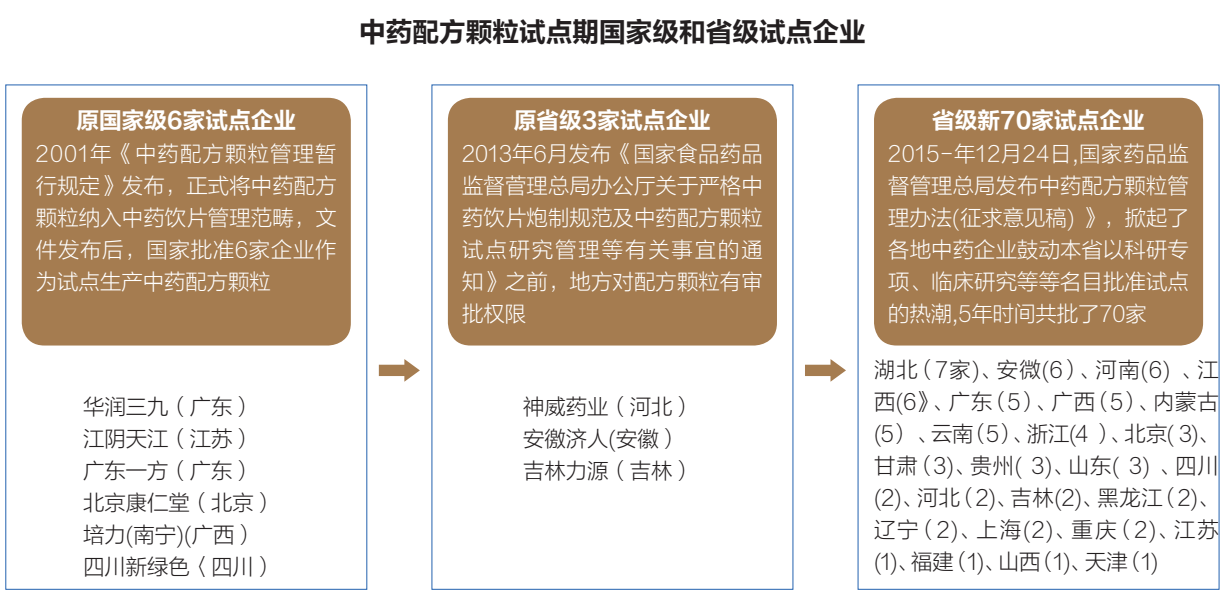 中药配方颗粒试点期国家级和省级试点企业
原国家级6家试点企业
2001年《中药配方颗粒管理暂
行规定》发布，正式将中药配方
颗粒纳入中药饮片管理范畴，文
件发布后，国家批准6家企业作
为试点生产中药配方颗粒
华润三九（广东）
江阴天江（江苏）
广东一方（广东）
北京康仁堂（北京）
培力(南宁)(广西）
四川新绿色〈四川）
原省级3家试点企业
2013年6月发布《国家食品药品
监督菅理总局办公厅关于严格中
药饮片炮制规范及中药配方颗粒
试点研究管理等有关事宜的通
知》之前，地方对配方颗粒有审
批权限
神威药业（河北）
安徽济人(安徽）
吉林力源（吉林）
省级新70家试点企业
2015-年12月24日,国家药品监
督管理总局发布中药配方颗粒管
理办法(征求意见稿) 》，掀起了
各地中药企业鼓动本省以科研专
项、临床研究等等名目批准试点
的热潮,5年时间共批了70家
湖北（7家)、安微(6）、河南(6) 、江
西(6》、广东（5）、广西（5）、内蒙古
(5）、云南（5）、浙江(4 ）、北京( 3)、
甘肃（3)、贵州( 3)、山东( 3) 、四川
(2)、河北（2)、吉林(2)、黑龙江（2)、
辽宁（2)、上海(2)、重庆（2)、江苏
(1)、福建（1)、山西(1)、天津（1)